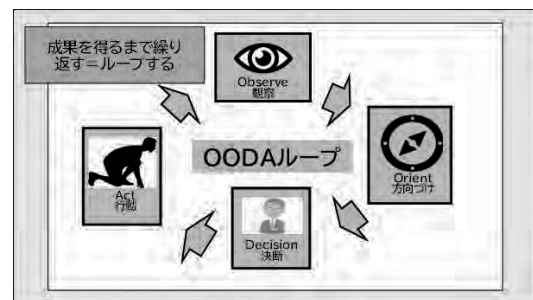 成果を得るまで繰り
返す＝ループする
Observe
観察
OODAループ
Orient
方向づけ
Act
行動
Decision
決断